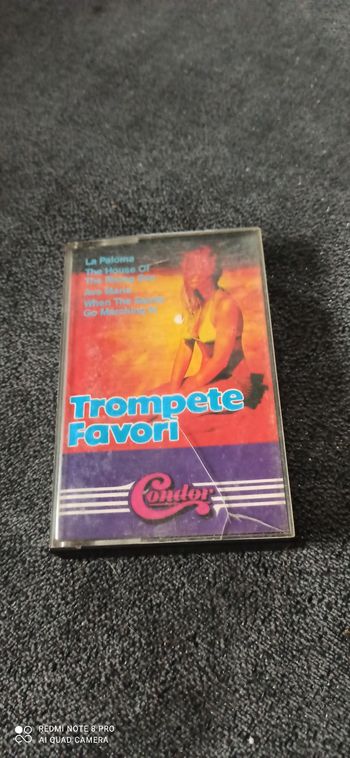 La Paloma
The House Of
The Rising Sun
Ave Maria
When The Saints
Go Marching In
Trompete
Favori
Condor
REDMI NOTE 8 PRO
AI QUAD CAMERA